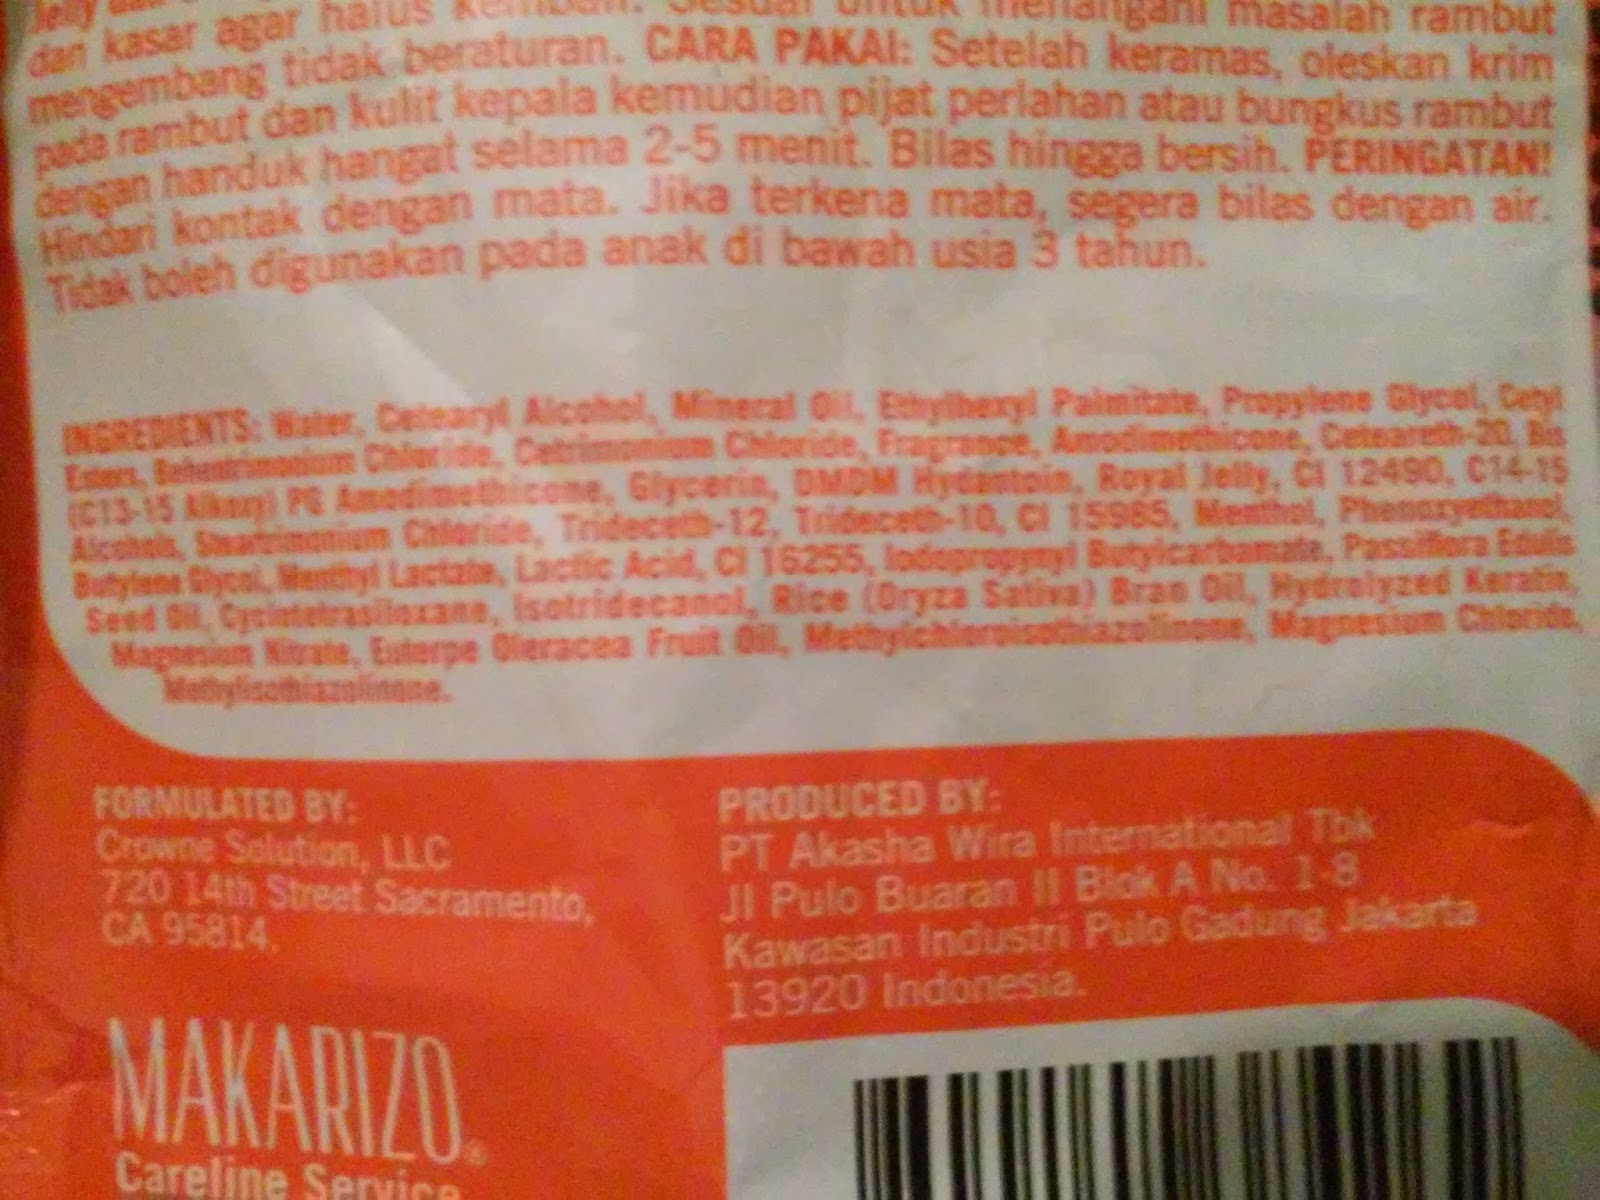 dan kasar agar halus kembali. Sesuai untuk menangani masalah rambut
mengembang tidak beraturan. CARA PAKAI: Setelah keramas, oleskan krim
pada rambut dan kulit kepala kemudian pijat perlahan atau bungkus rambut
dengan handuk hangat selama 2-5 menit. Bilas hingga bersih. PERINGATAN!
Hindari kontak dengan mata. Jika terkena mata, segera bilas dengan air.
Tidak boleh digunakan pada anak di bawah usia 3 tahun.
INGREDIENTS: Water, Cetearyl Alcohol, Mineral Oil, Ethylhexyl Palmitate, Propylene Glycol, Cetyl
Esters, Behentrimonium Chloride, Cetrimonium Chloride, Fragrance, Amodimethicone, Ceteareth-20, Bis
(C13-15 Alkoxy) PG Amodimethicone, Glycerin, DMDM Hydantoin, Royal Jelly, CI 12490, C14-15
Alcohols, Steartrimonium Chloride, Trideceth-12, Trideceth-10, CI 15985, Menthol, Phenoxyethanol,
Butylene Glycol, Menthyl Lactate, Lactic Acid, CI 16255, Iodopropynyl Butylcarbamate, Passiflora Edulis
Seed Oil, Cyclotetrasiloxane, Isotridecanol, Rice (Oryza Sativa) Bran Oil, Hydrolyzed Keratin,
Magnesium Nitrate, Euterpe Oleracea Fruit Oil, Methylchloroisothiazolinone, Magnesium Chloride,
Methylisothiazolinone.
FORMULATED BY:
Crowne Solution, LLC
720 14th Street Sacramento,
CA 95814.
PRODUCED BY:
PT Akasha Wira International Tbk
Jl Pulo Buaran II Blok A No. 1-8
Kawasan Industri Pulo Gadung Jakarta
13920 Indonesia.
MAKARIZO®
Careline Service